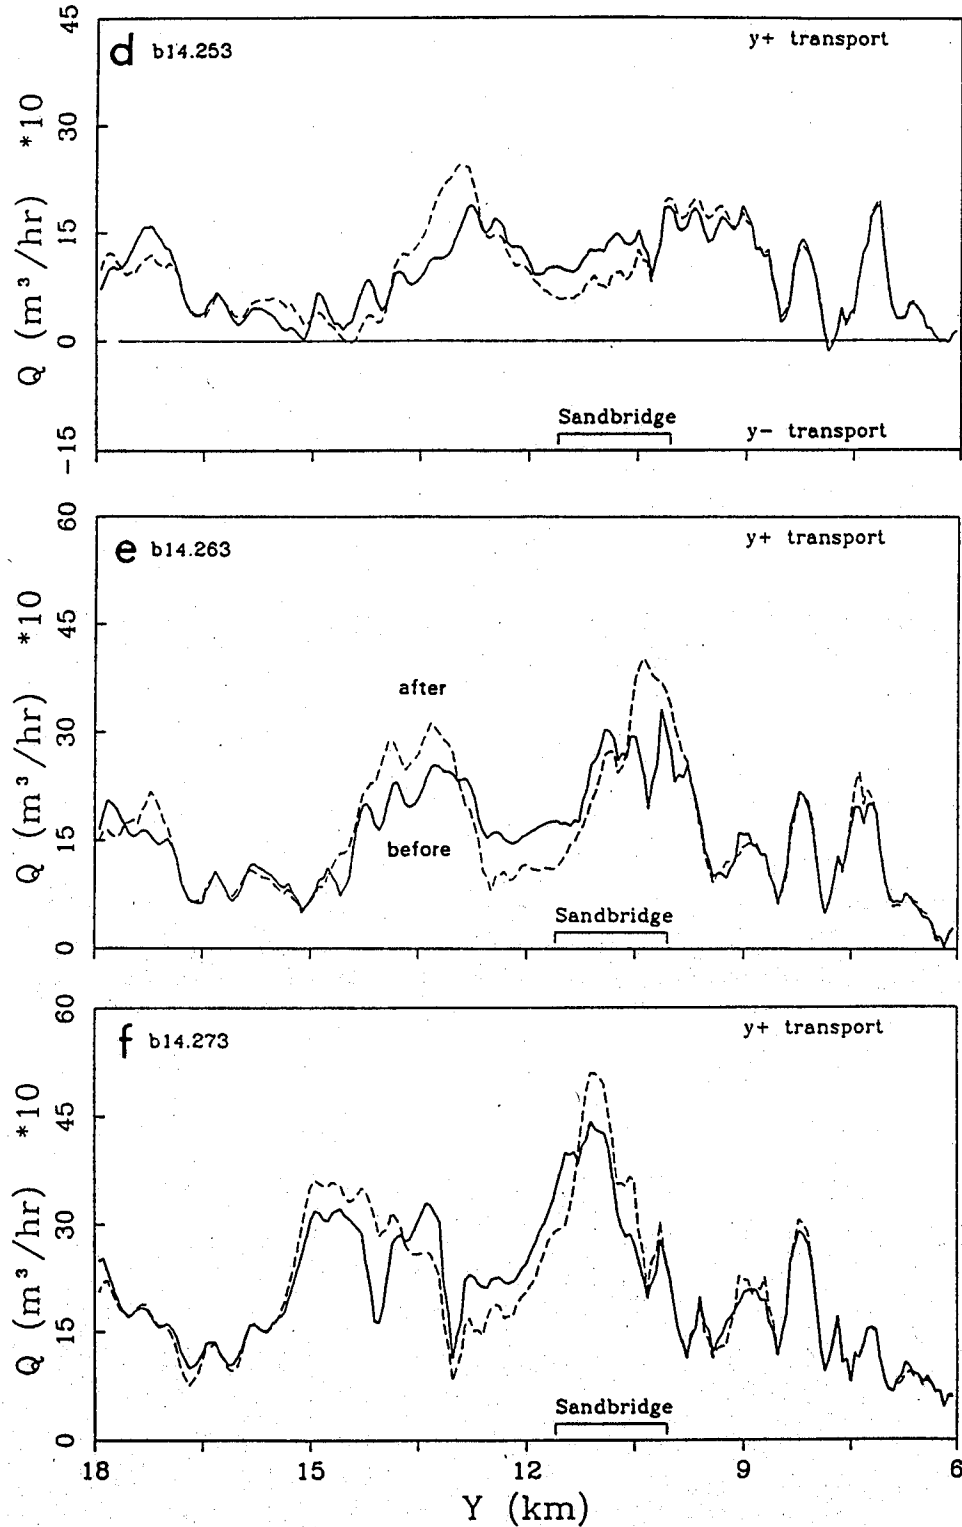 d b14.253
y+ transport
45
30
15
0
−15
Q (m³/hr) *10
Sandbridge
y− transport
e b14.263
y+ transport
60
45
30
15
0
Q (m³/hr) *10
after
before
Sandbridge
f b14.273
y+ transport
60
45
30
15
0
Q (m³/hr) *10
Sandbridge
18 15 12 9 6
Y (km)